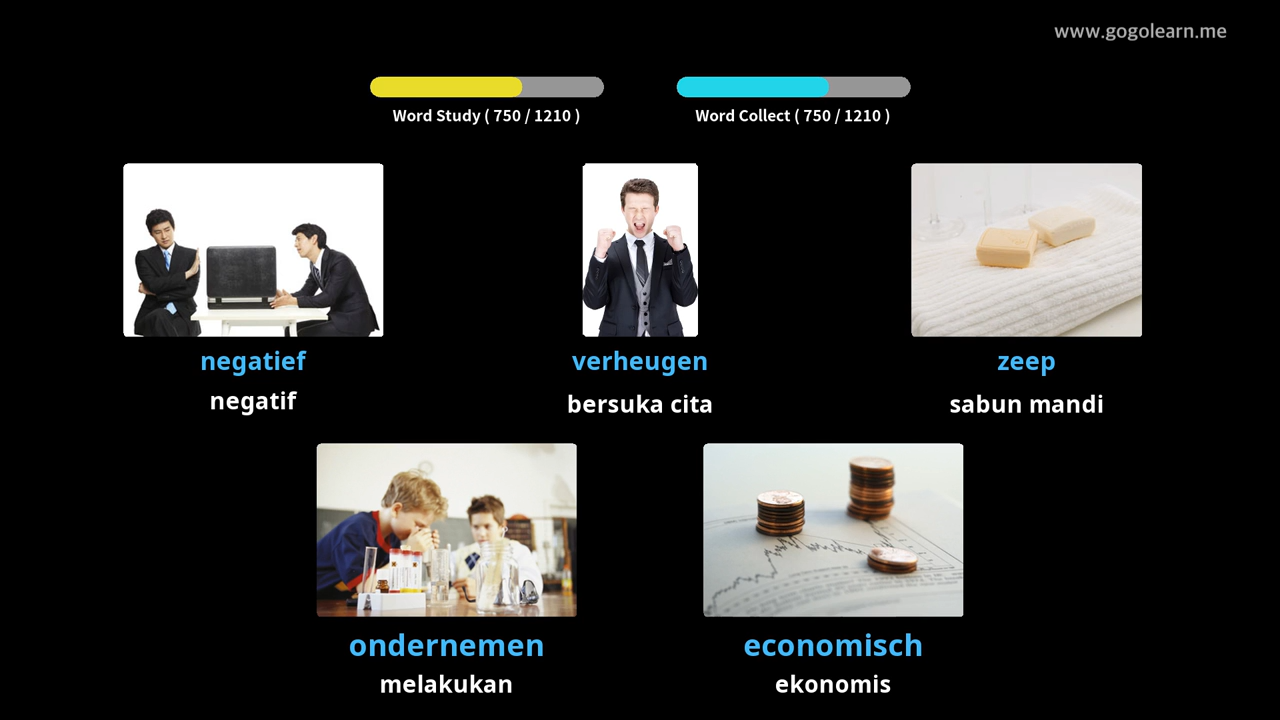 www.gogolearn.me
Word Study ( 750 / 1210 )
Word Collect ( 750 / 1210 )
negatief
negatif
verheugen
bersuka cita
zeep
sabun mandi
ondernemen
melakukan
economisch
ekonomis